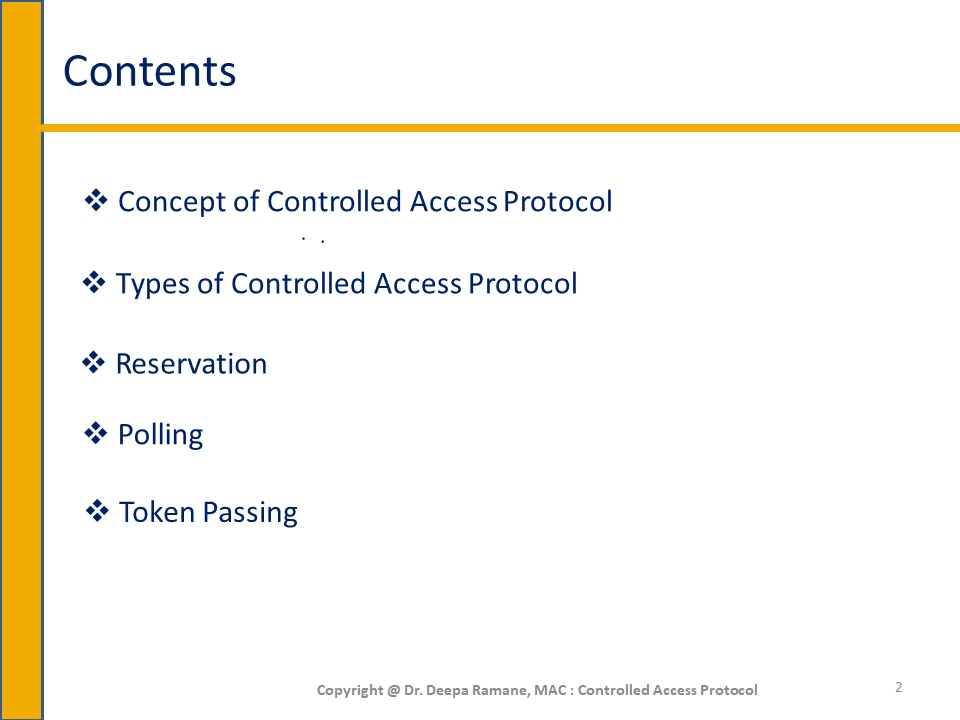 Contents
❖ Concept of Controlled Access Protocol
❖ Types of Controlled Access Protocol
❖ Reservation
❖ Polling
❖ Token Passing
Copyright @ Dr. Deepa Ramane, MAC : Controlled Access Protocol
2